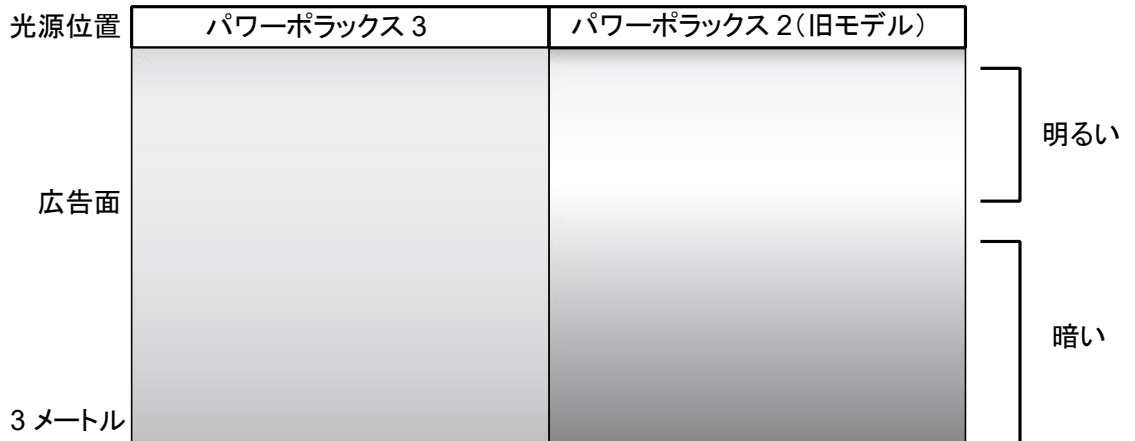 光源位置 パワーポラックス 3 パワーポラックス 2(旧モデル)
明るい
広告面
暗い
3 メートル